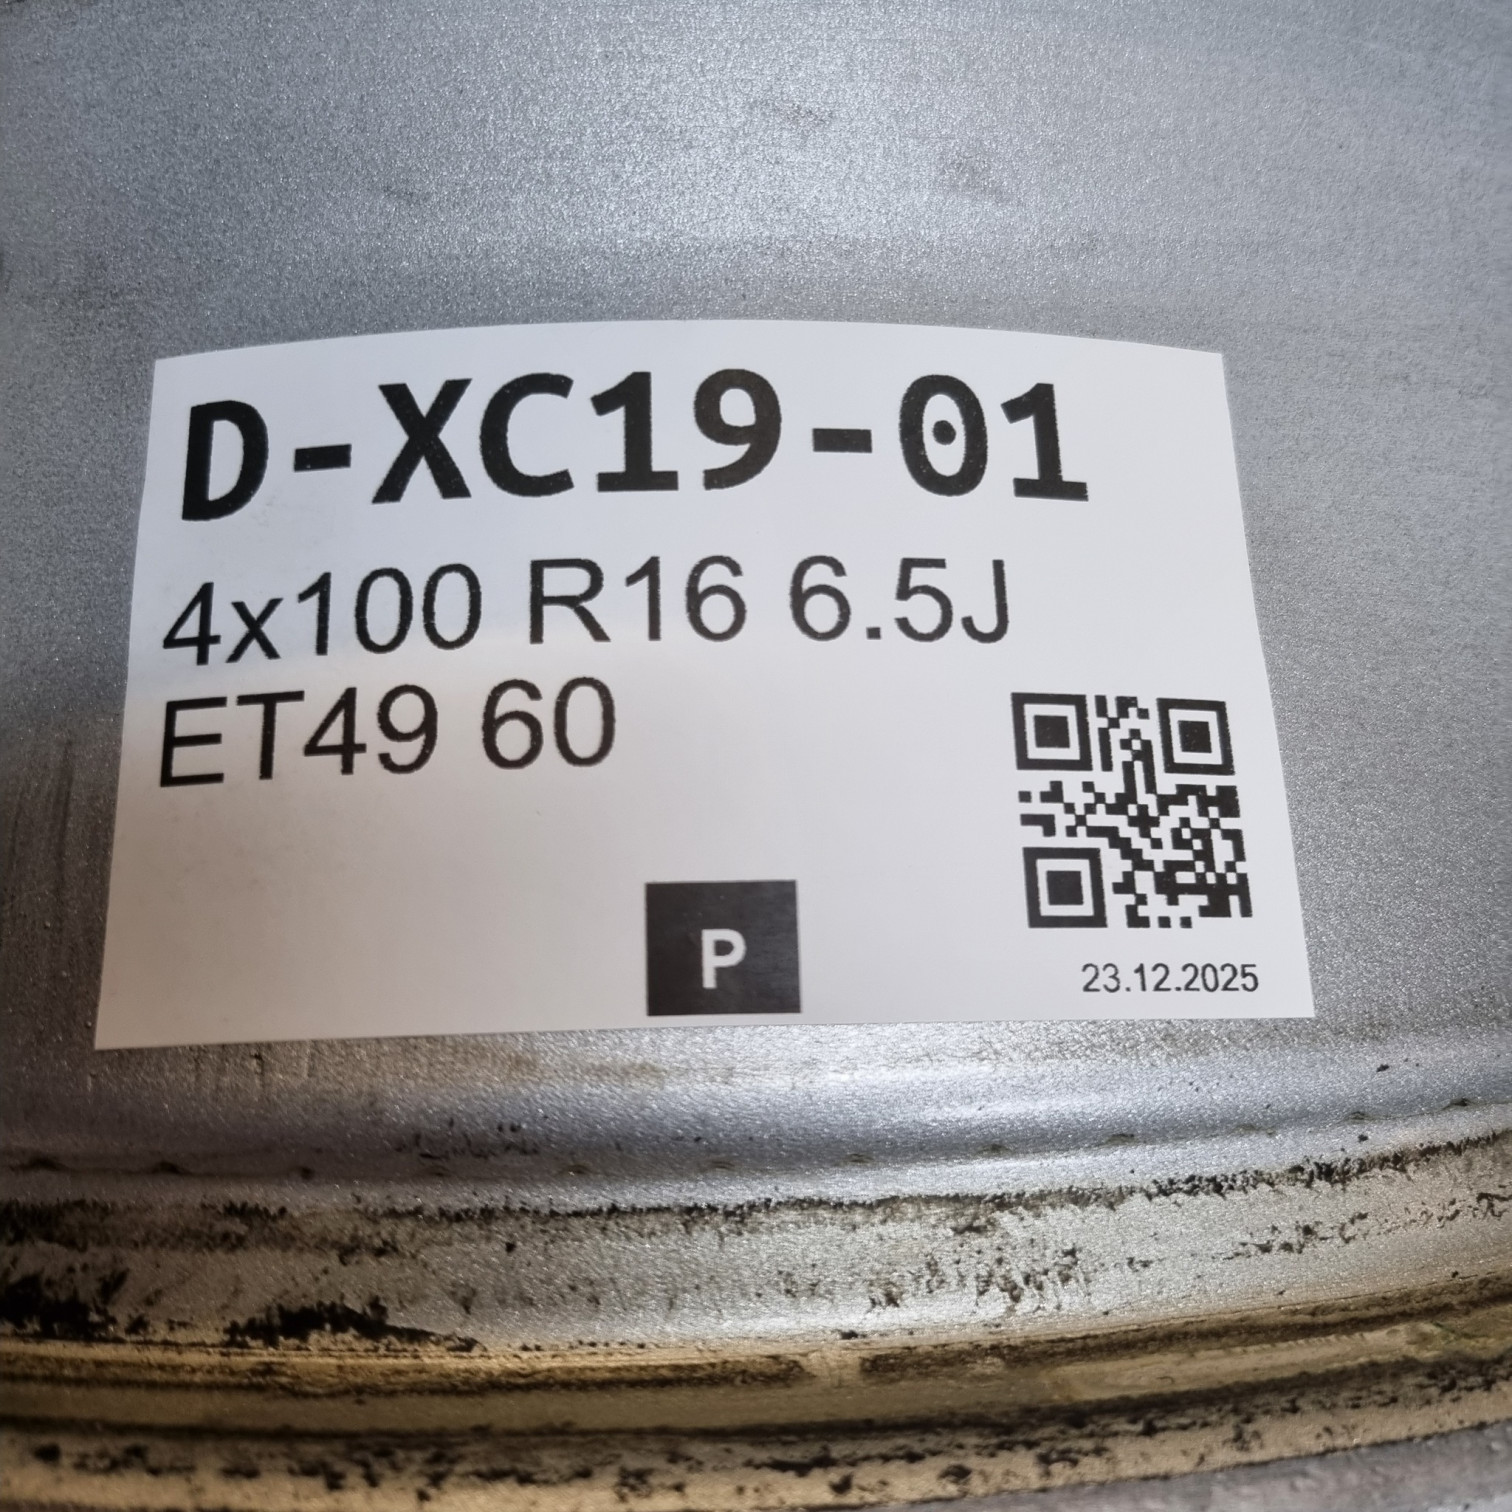 D-XC19-01
4x100 R16 6.5J
ET49 60
P
23.12.2025